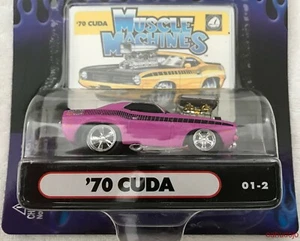 '70 CUDA
MUSCLE
MACHINES
'70 CUDA
01-2